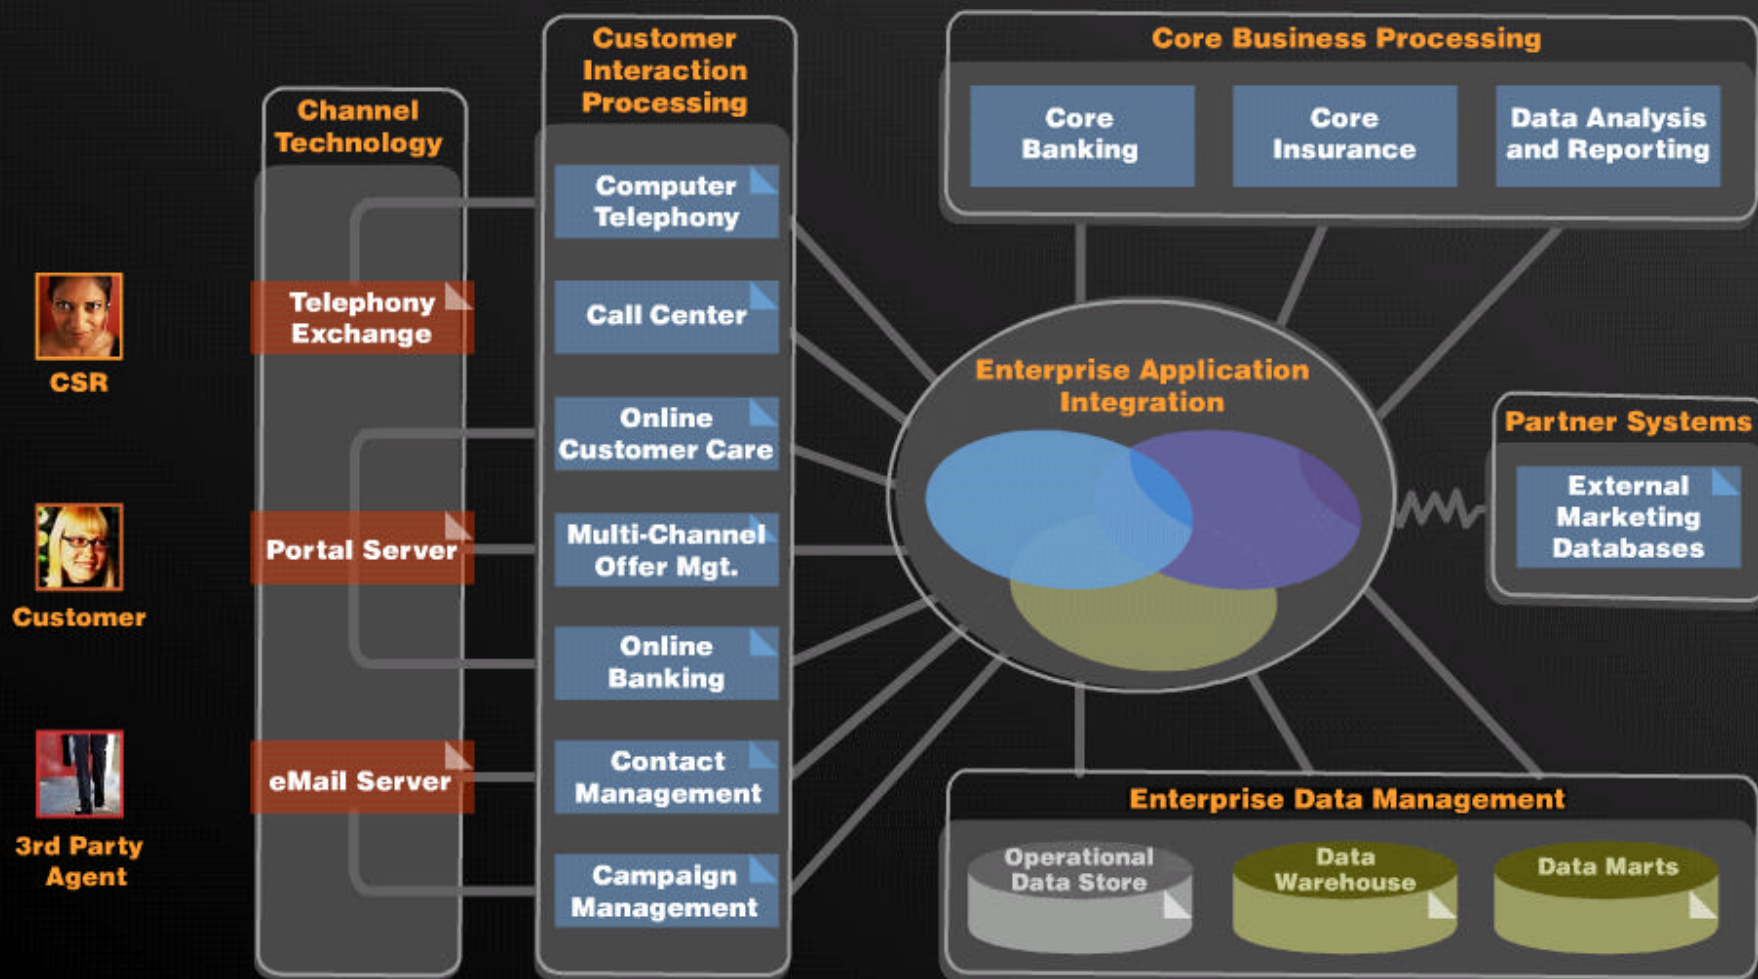 CSR
Customer
3rd Party
Agent
Channel
Technology
Telephony
Exchange
Portal Server
eMail Server
Customer
Interaction
Processing
Computer
Telephony
Call Center
Online
Customer Care
Multi-Channel
Offer Mgt.
Online
Banking
Contact
Management
Campaign
Management
Enterprise Application
Integration
Core Business Processing
Core
Banking
Core
Insurance
Data Analysis
and Reporting
Partner Systems
External
Marketing
Databases
Enterprise Data Management
Operational
Data Store
Data
Warehouse
Data Marts